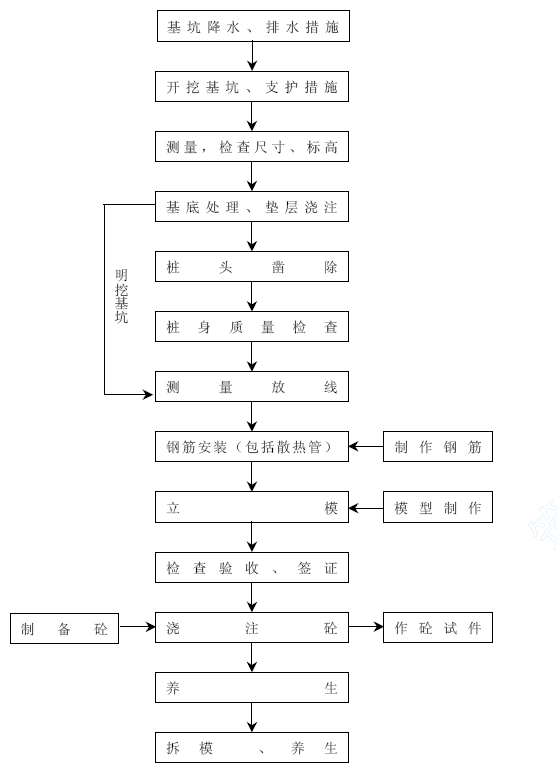 基坑降水、排水措施
开挖基坑、支护措施
测量，检查尺寸、标高
基底处理、垫层浇注
明挖基坑
桩头凿除
桩身质量检查
测量放线
钢筋安装（包括散热管）
制作钢筋
立模
模型制作
检查验收、签证
制备砼
浇注砼
作砼试件
养生
拆模、养生